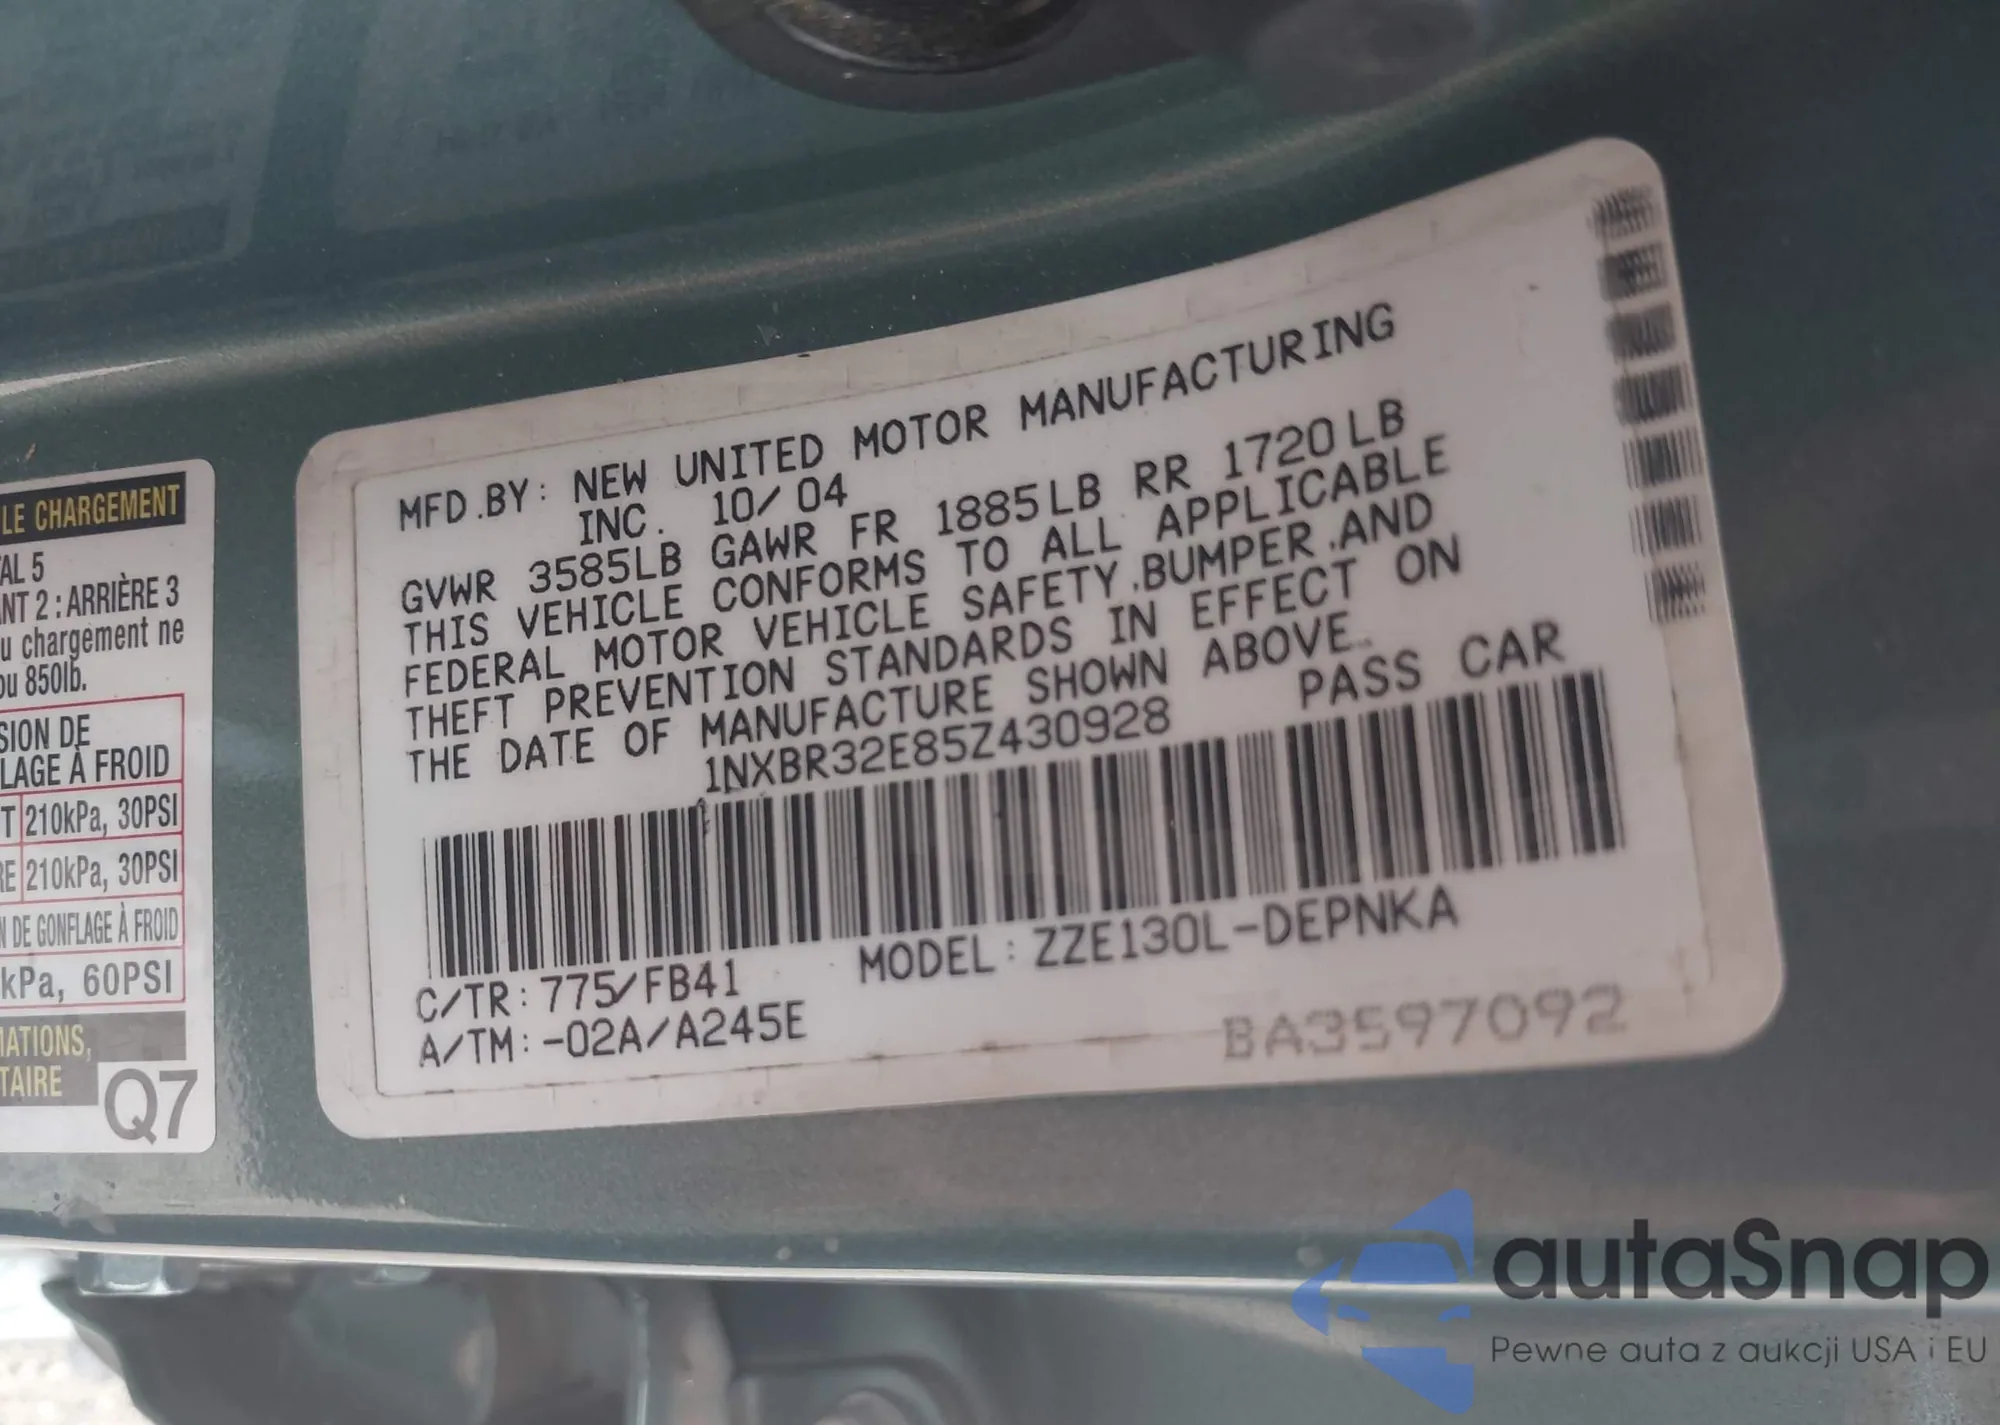 LE CHARGEMENT
AL 5
ANT 2 : ARRIÈRE 3
u chargement ne
ou 850lb.
SION DE
LAGE À FROID
T 210kPa, 30PSI
RE 210kPa, 30PSI
N DE GONFLAGE À FROID
kPa, 60PSI
MATIONS,
TAIRE
Q7
MFD.BY: NEW UNITED MOTOR MANUFACTURING
INC. 10/04
GVWR 3585LB GAWR FR 1885LB RR 1720LB
THIS VEHICLE CONFORMS TO ALL APPLICABLE
FEDERAL MOTOR VEHICLE SAFETY,BUMPER,AND
THEFT PREVENTION STANDARDS IN EFFECT ON
THE DATE OF MANUFACTURE SHOWN ABOVE.
1NXBR32E85Z430928 PASS CAR
C/TR: 775/FB41 MODEL: ZZE130L-DEPNKA
A/TM: -02A/A245E
BA3597092
autaSnap
Pewne auta z aukcji USA i EU